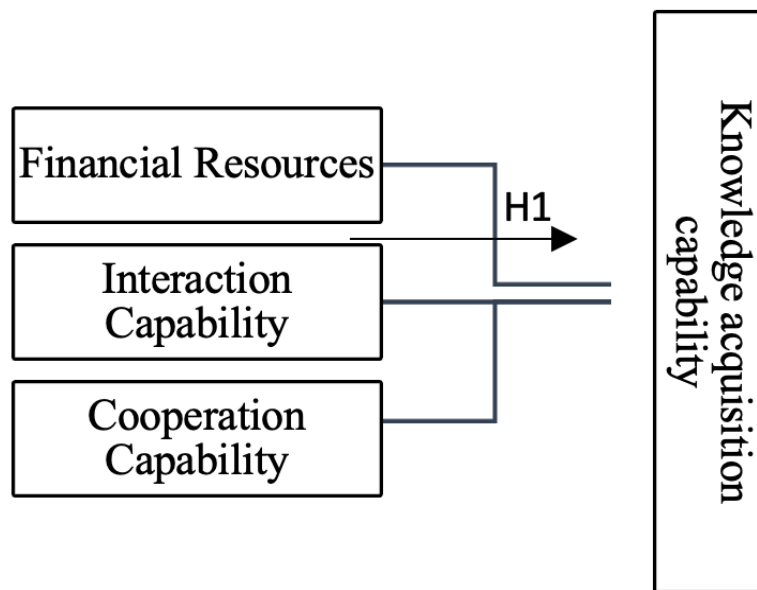 Financial Resources
H1
Interaction
Capability
Cooperation
Capability
Knowledge acquisition
capability